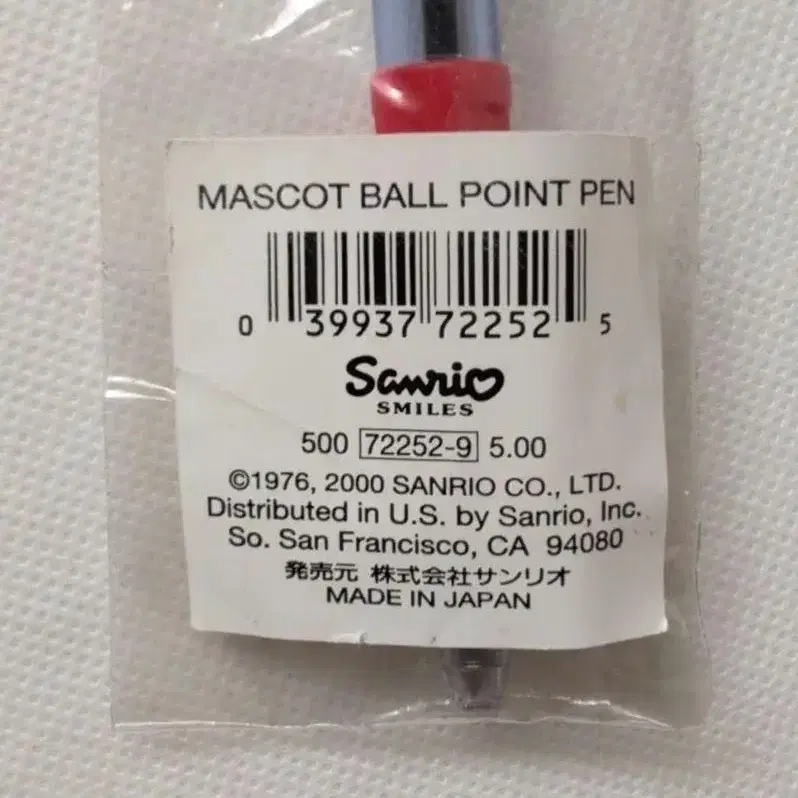 MASCOT BALL POINT PEN
0 39937 72252 5
Sanrio
SMILES
500 72252-9 5.00
©1976, 2000 SANRIO CO., LTD.
Distributed in U.S. by Sanrio, Inc.
So. San Francisco, CA 94080
発売元 株式会社サンリオ
MADE IN JAPAN